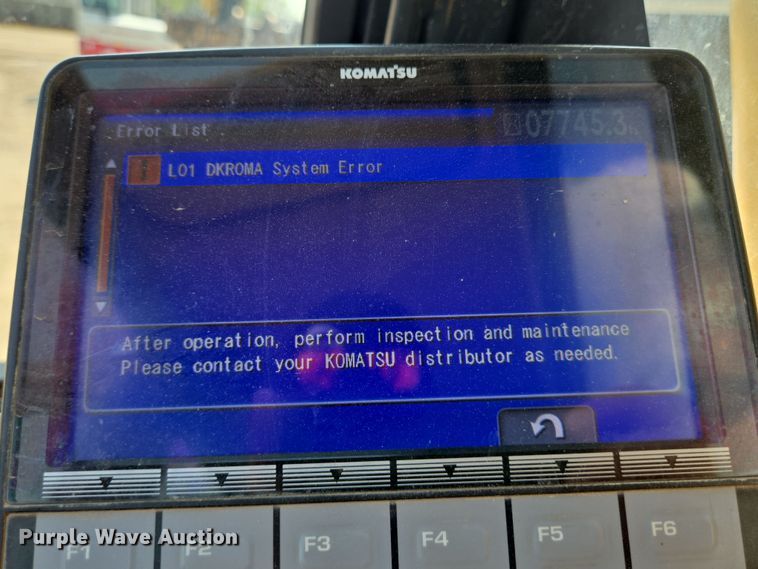 KOMATSU
Error List
07745.3h
L01 DKROMA System Error
After operation, perform inspection and maintenance
Please contact your KOMATSU distributor as needed.
F1 F2 F3 F4 F5 F6
Purple Wave Auction